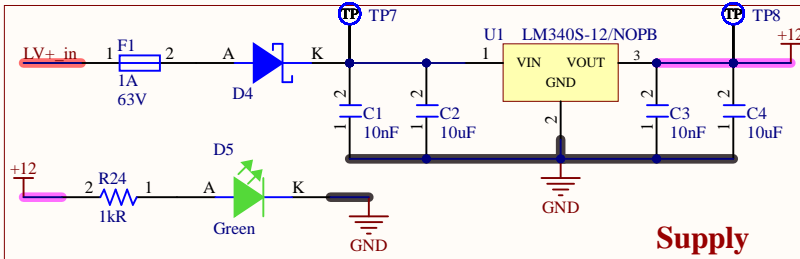 TP TP7
TP TP8
LV+_in
F1
1 2
1A
63V
A K
D4
U1 LM340S-12/NOPB
1 VIN VOUT 3
GND
2
+12
2
1
C1
10nF
2
1
C2
10uF
2
1
C3
10nF
2
1
C4
10uF
GND
+12
2 R24 1
1kR
D5
A K
Green
GND
Supply